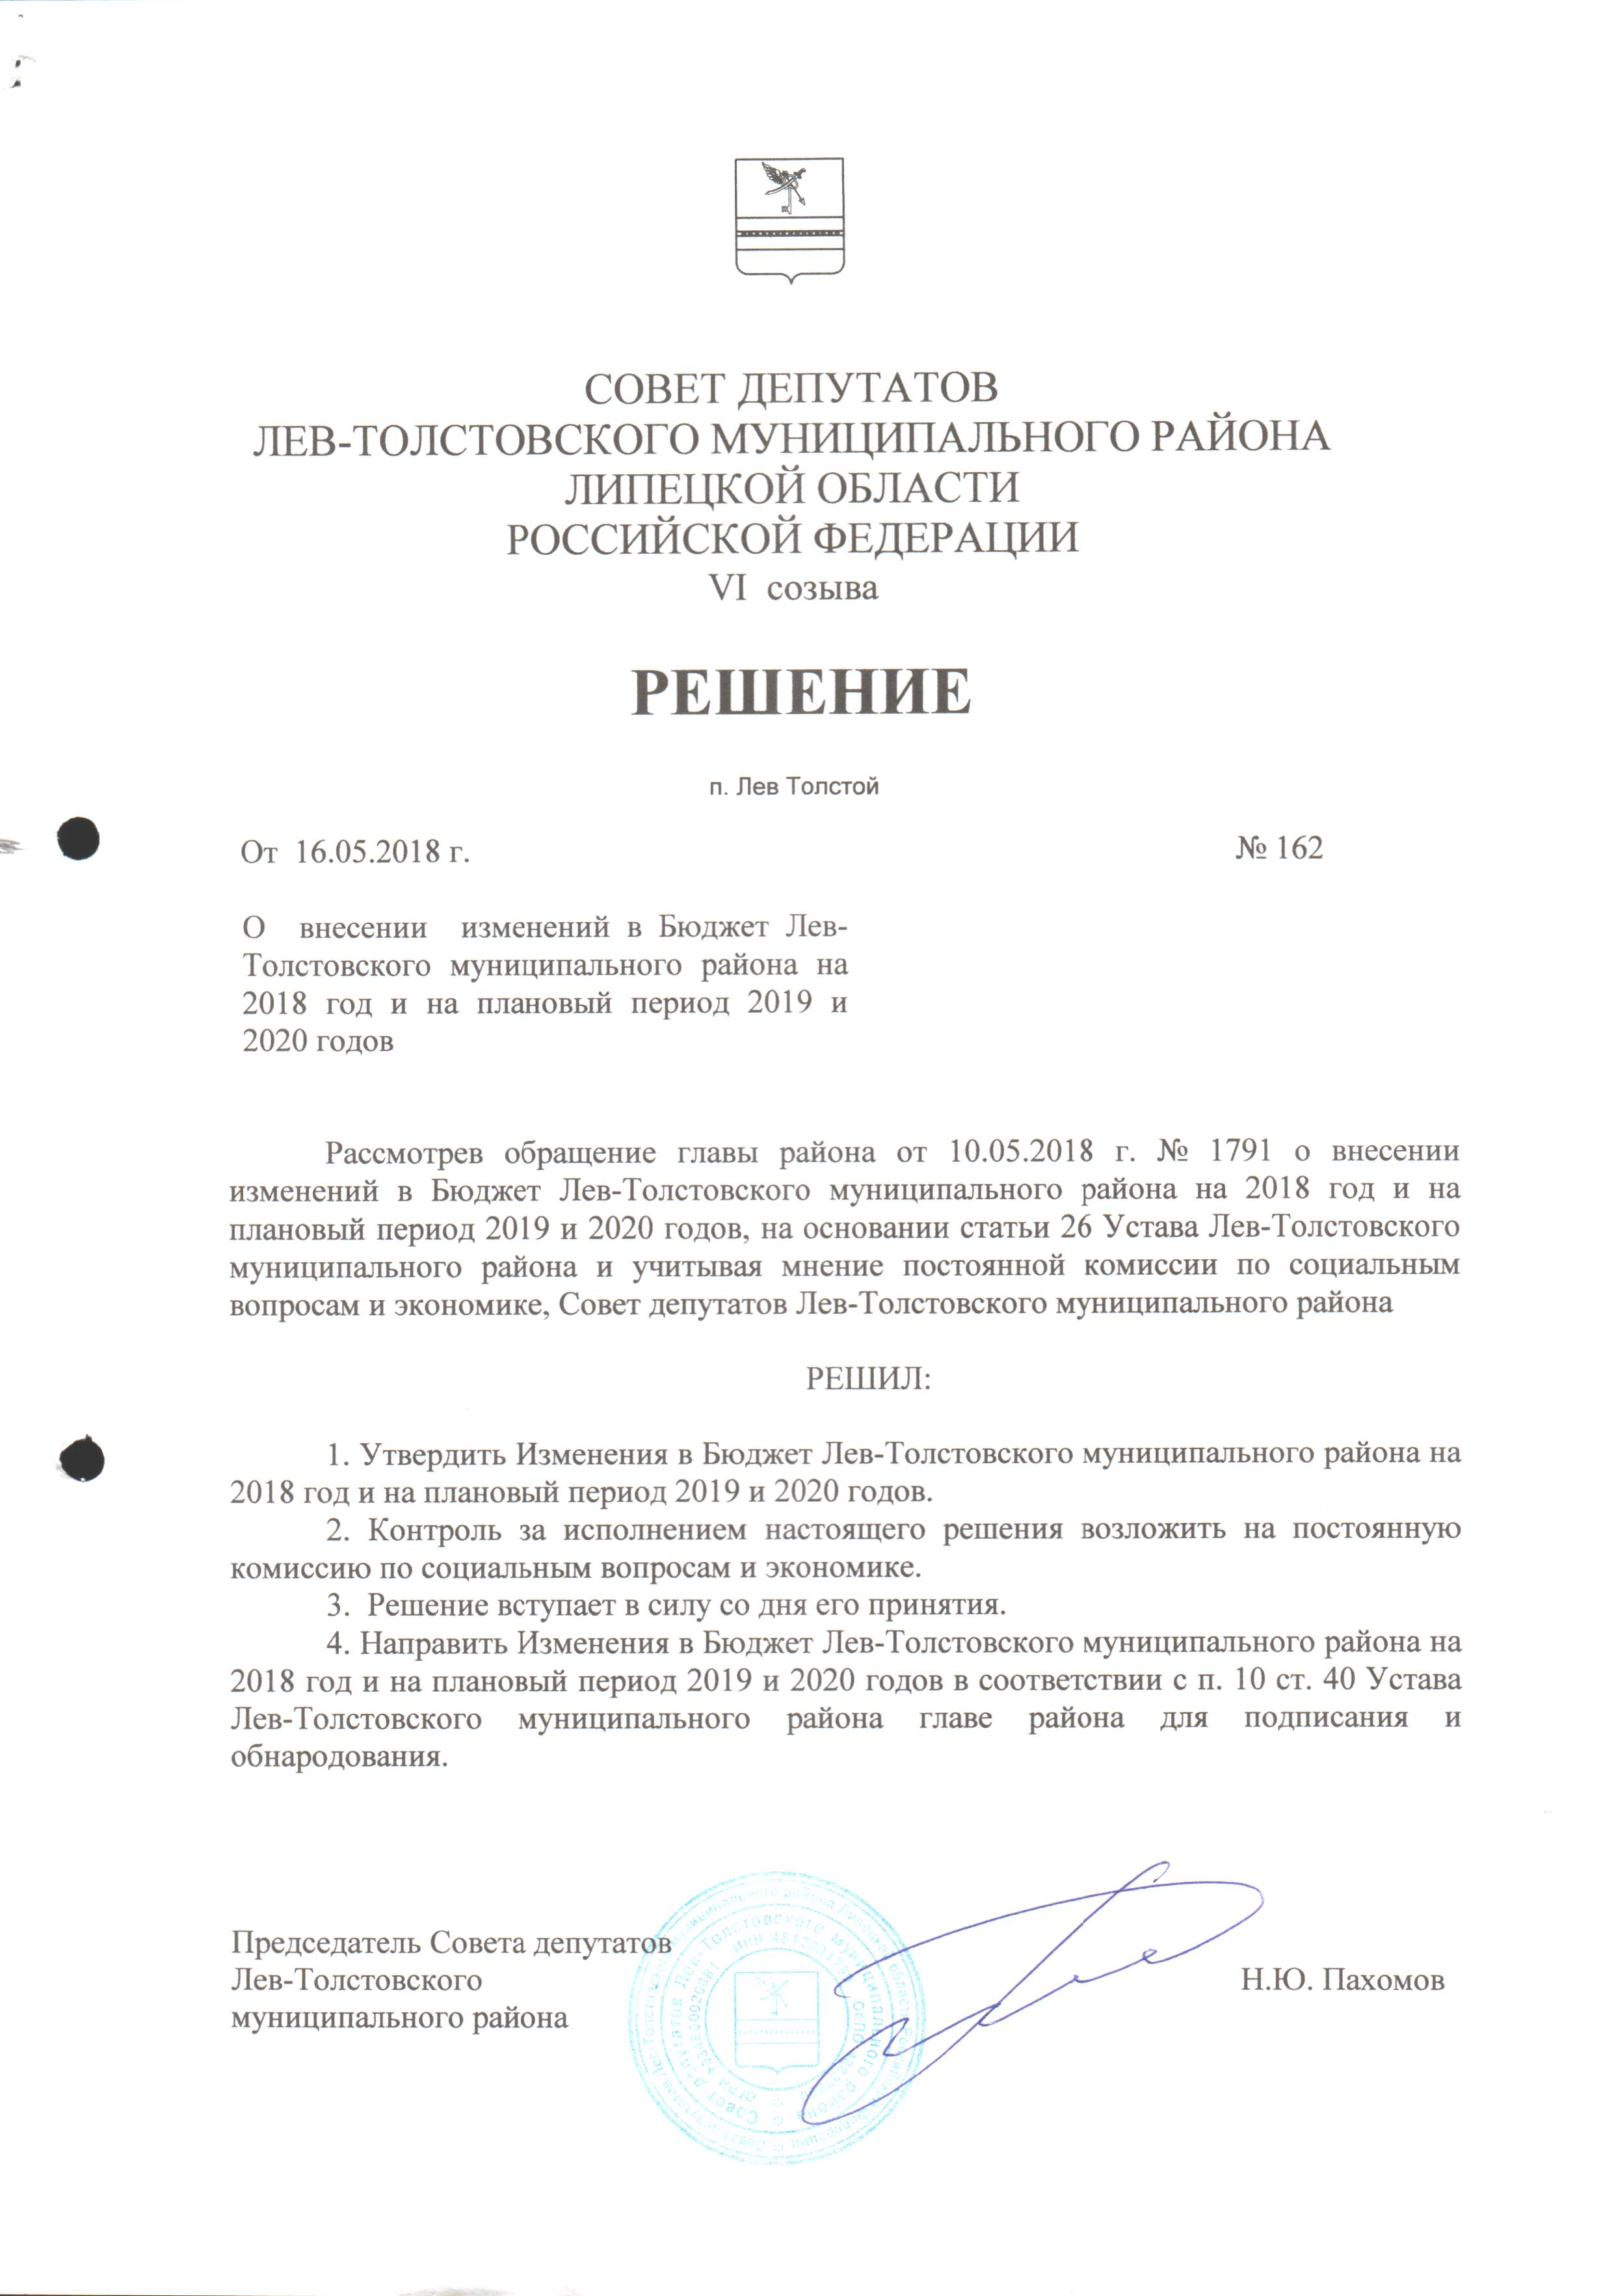 СОВЕТ ДЕПУТАТОВ
ЛЕВ-ТОЛСТОВСКОГО МУНИЦИПАЛЬНОГО РАЙОНА
ЛИПЕЦКОЙ ОБЛАСТИ
РОССИЙСКОЙ ФЕДЕРАЦИИ
VI созыва
РЕШЕНИЕ
п. Лев Толстой
От 16.05.2018 г. № 162
О внесении изменений в Бюджет Лев-
Толстовского муниципального района на
2018 год и на плановый период 2019 и
2020 годов
Рассмотрев обращение главы района от 10.05.2018 г. № 1791 о внесении
изменений в Бюджет Лев-Толстовского муниципального района на 2018 год и на
плановый период 2019 и 2020 годов, на основании статьи 26 Устава Лев-Толстовского
муниципального района и учитывая мнение постоянной комиссии по социальным
вопросам и экономике, Совет депутатов Лев-Толстовского муниципального района
РЕШИЛ:
1. Утвердить Изменения в Бюджет Лев-Толстовского муниципального района на
2018 год и на плановый период 2019 и 2020 годов.
2. Контроль за исполнением настоящего решения возложить на постоянную
комиссию по социальным вопросам и экономике.
3. Решение вступает в силу со дня его принятия.
4. Направить Изменения в Бюджет Лев-Толстовского муниципального района на
2018 год и на плановый период 2019 и 2020 годов в соответствии с п. 10 ст. 40 Устава
Лев-Толстовского муниципального района главе района для подписания и
обнародования.
Председатель Совета депутатов
Лев-Толстовского
муниципального района
Н.Ю. Пахомов
Совет депутатов Лев-Толстовского муниципального района